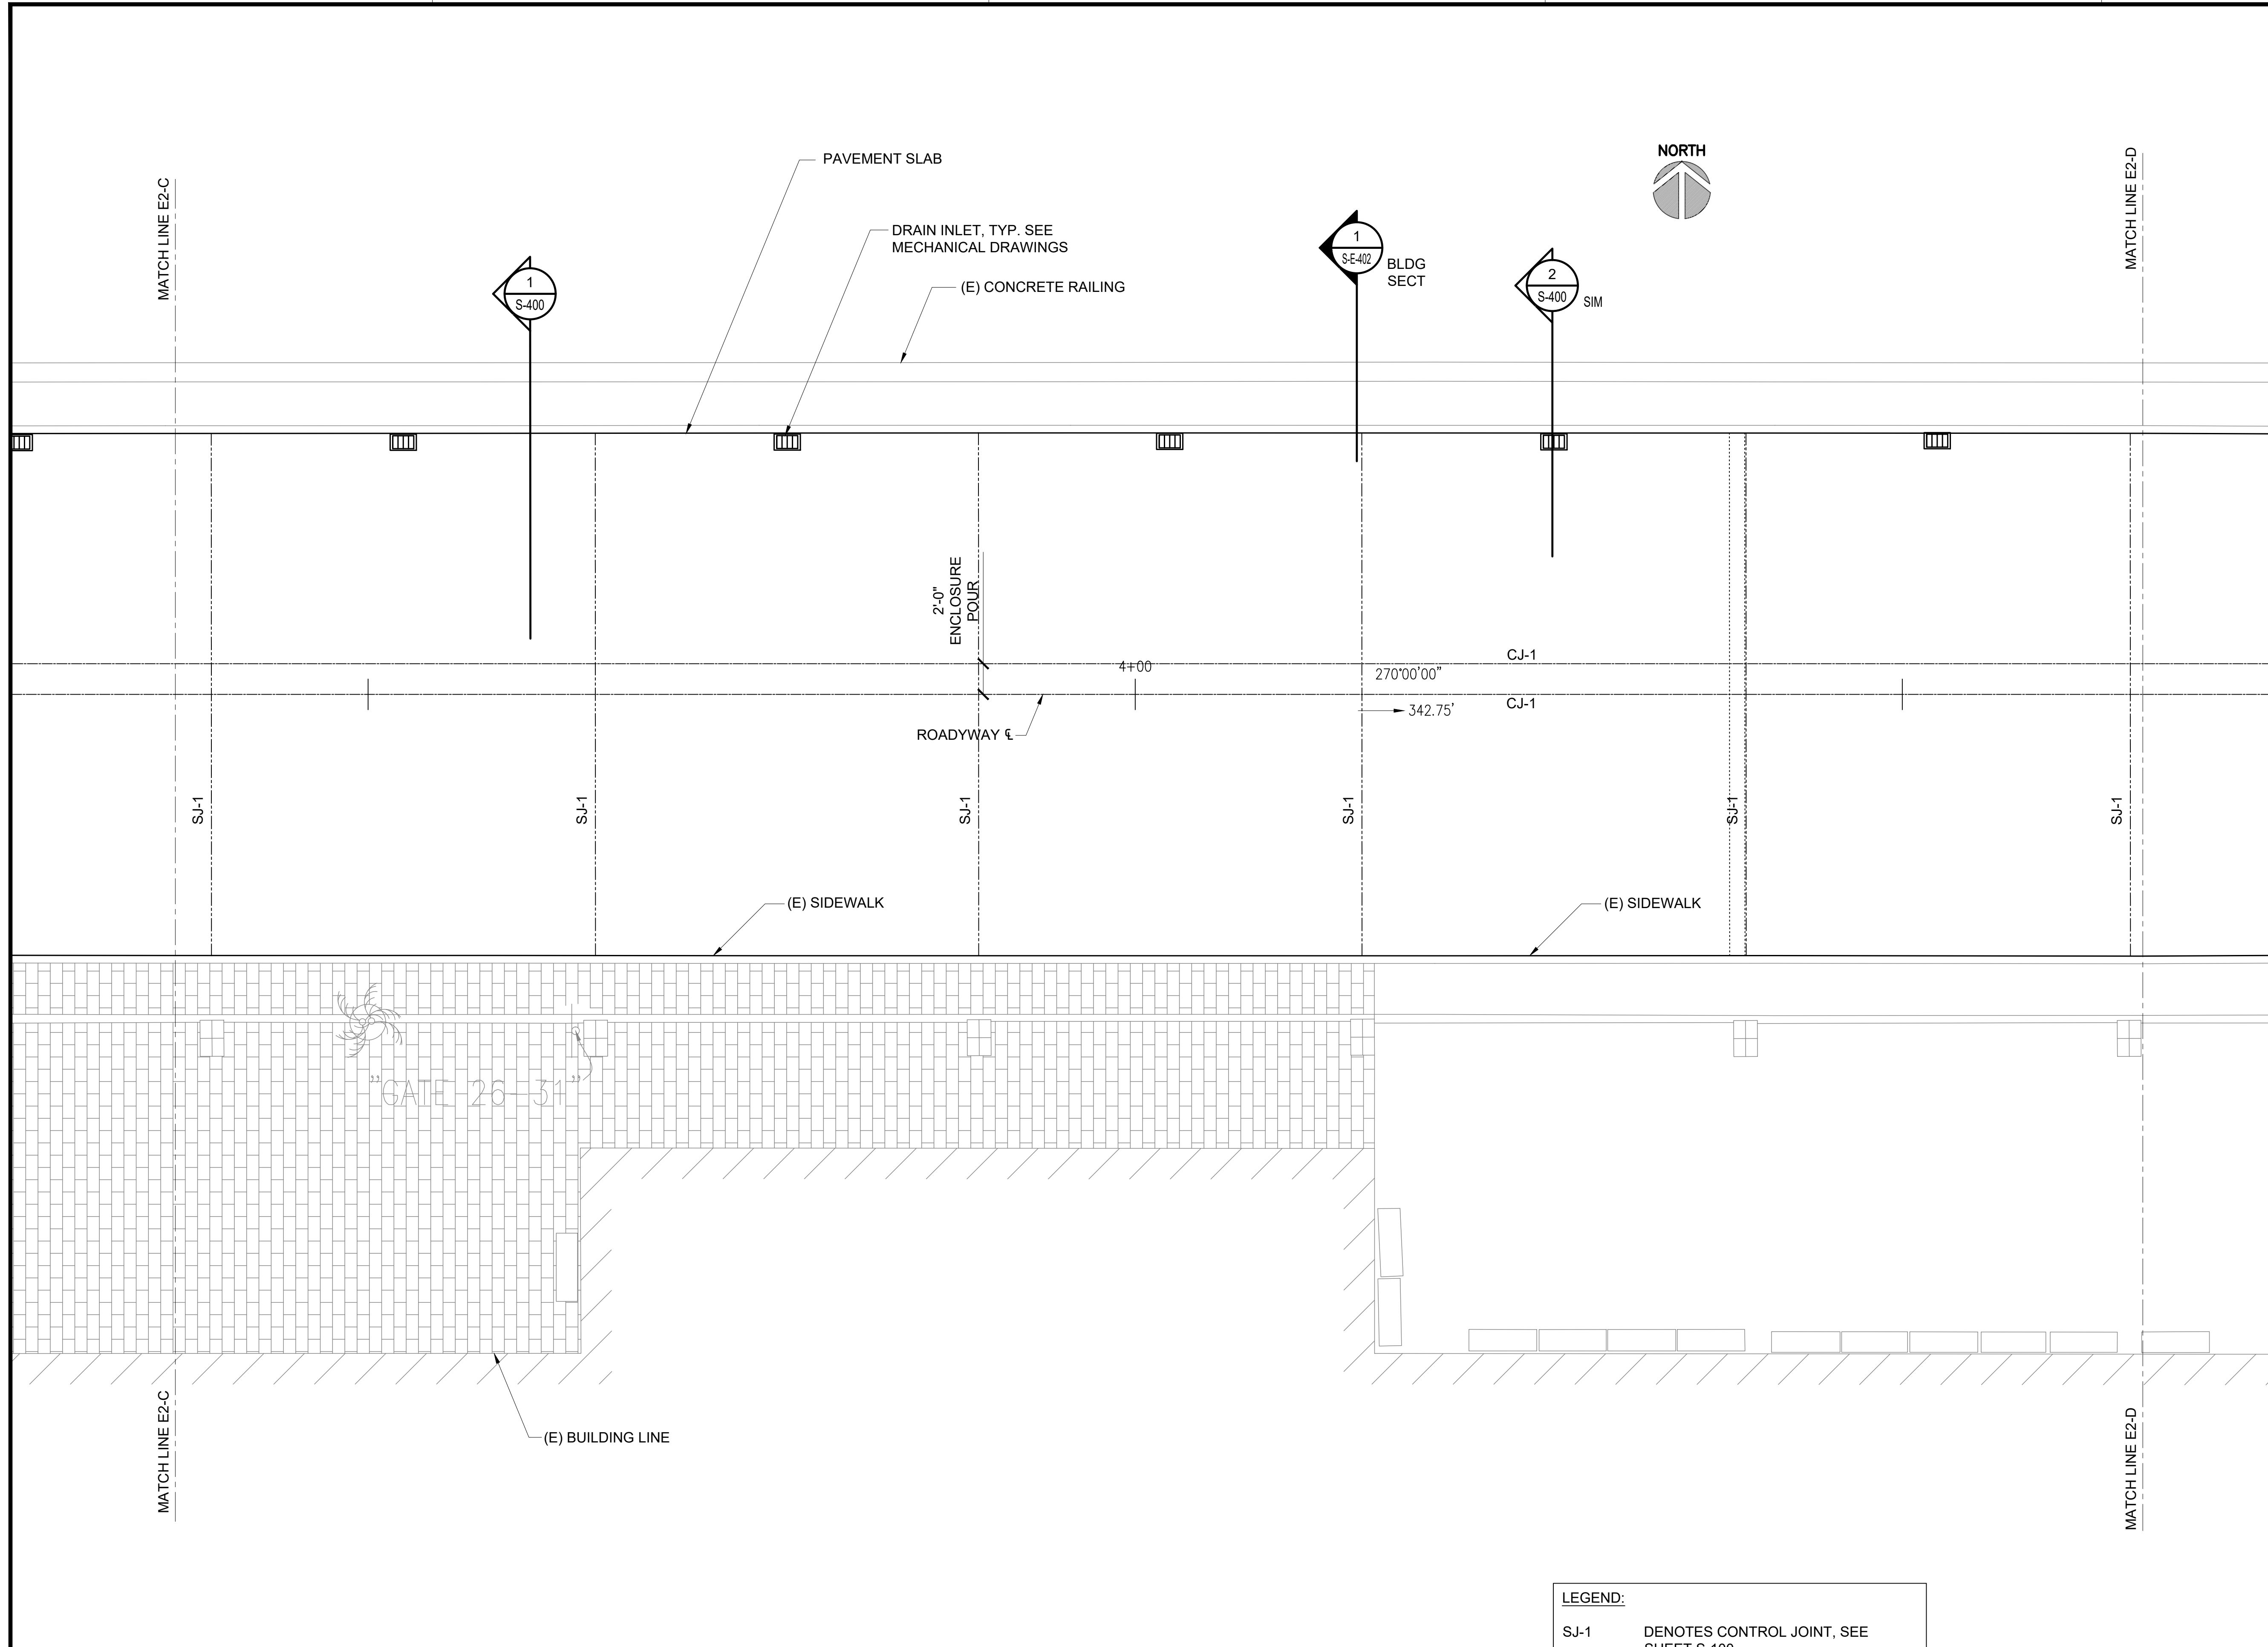 NORTH
PAVEMENT SLAB
MATCH LINE E2-C
MATCH LINE E2-D
DRAIN INLET, TYP. SEE
MECHANICAL DRAWINGS
(E) CONCRETE RAILING
1
S-400
1
S-E-402
BLDG
SECT
2
S-400
SIM
2'-0"
ENCLOSURE
POUR
4+00
270°00'00"
CJ-1
CJ-1
342.75'
ROADYWAY ℄
SJ-1
SJ-1
SJ-1
SJ-1
SJ-1
SJ-1
(E) SIDEWALK
(E) SIDEWALK
"GATE 26-31"
(E) BUILDING LINE
MATCH LINE E2-C
MATCH LINE E2-D
LEGEND:
SJ-1 DENOTES CONTROL JOINT, SEE
SHEET S-100